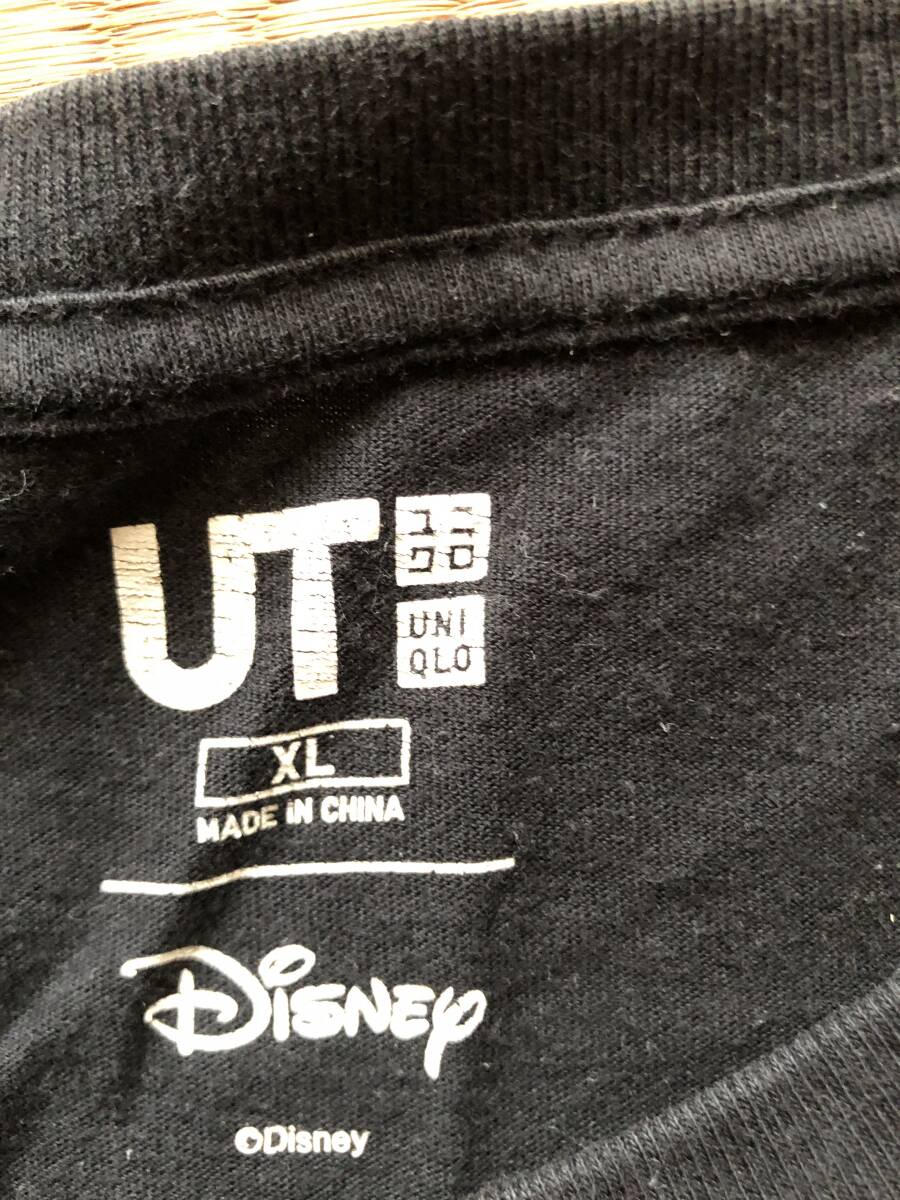 UT
ユニ
クロ
UNI
QLO
XL
MADE IN CHINA
Disney
©Disney